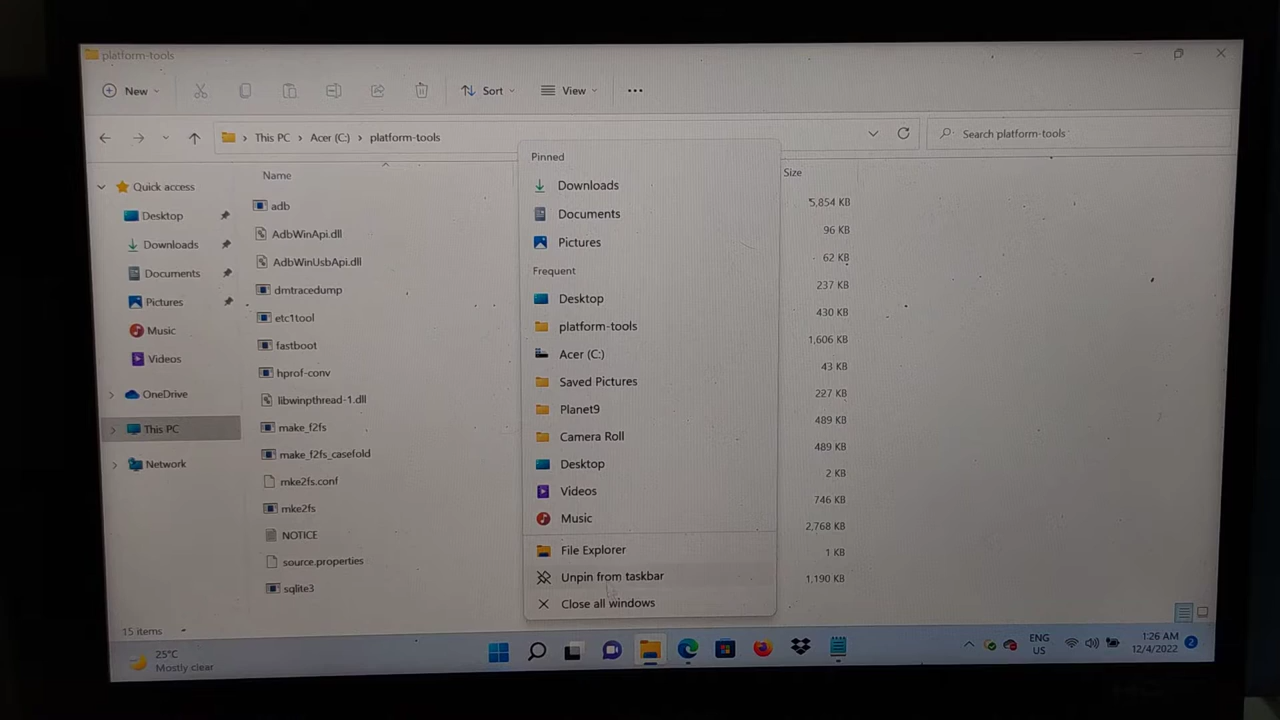 platform-tools
New
Sort
View
This PC
Acer (C:)
platform-tools
Search platform-tools
Quick access
Desktop
Downloads
Documents
Pictures
Music
Videos
OneDrive
This PC
Network
Name
adb
AdbWinApi.dll
AdbWinUsbApi.dll
dmtracedump
etc1tool
fastboot
hprof-conv
libwinpthread-1.dll
make_f2fs
make_f2fs_casefold
mke2fs.conf
mke2fs
NOTICE
source.properties
sqlite3
Pinned
Downloads
Documents
Pictures
Frequent
Desktop
platform-tools
Acer (C:)
Saved Pictures
Planet9
Camera Roll
Desktop
Videos
Music
File Explorer
Unpin from taskbar
Close all windows
Size
5,854 KB
96 KB
62 KB
237 KB
430 KB
1,606 KB
43 KB
227 KB
489 KB
489 KB
2 KB
746 KB
2,768 KB
1 KB
1,190 KB
15 items
25°C
Mostly clear
ENG
US
1:26 AM
12/4/2022
2